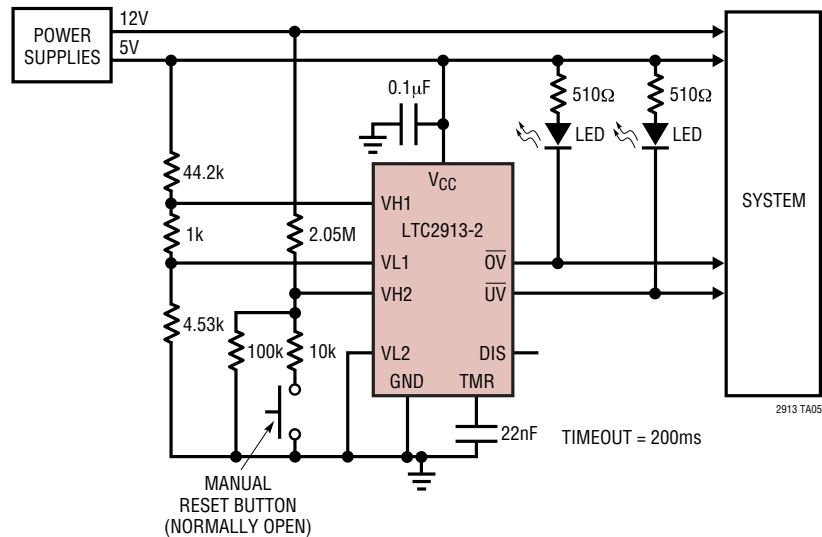 POWER
SUPPLIES
12V
5V
SYSTEM
0.1µF
510Ω
510Ω
LED
LED
44.2k
1k
4.53k
2.05M
100k
10k
VCC
VH1
LTC2913-2
VL1
OV
VH2
UV
VL2
DIS
GND
TMR
22nF
TIMEOUT = 200ms
MANUAL
RESET BUTTON
(NORMALLY OPEN)
2913 TA05